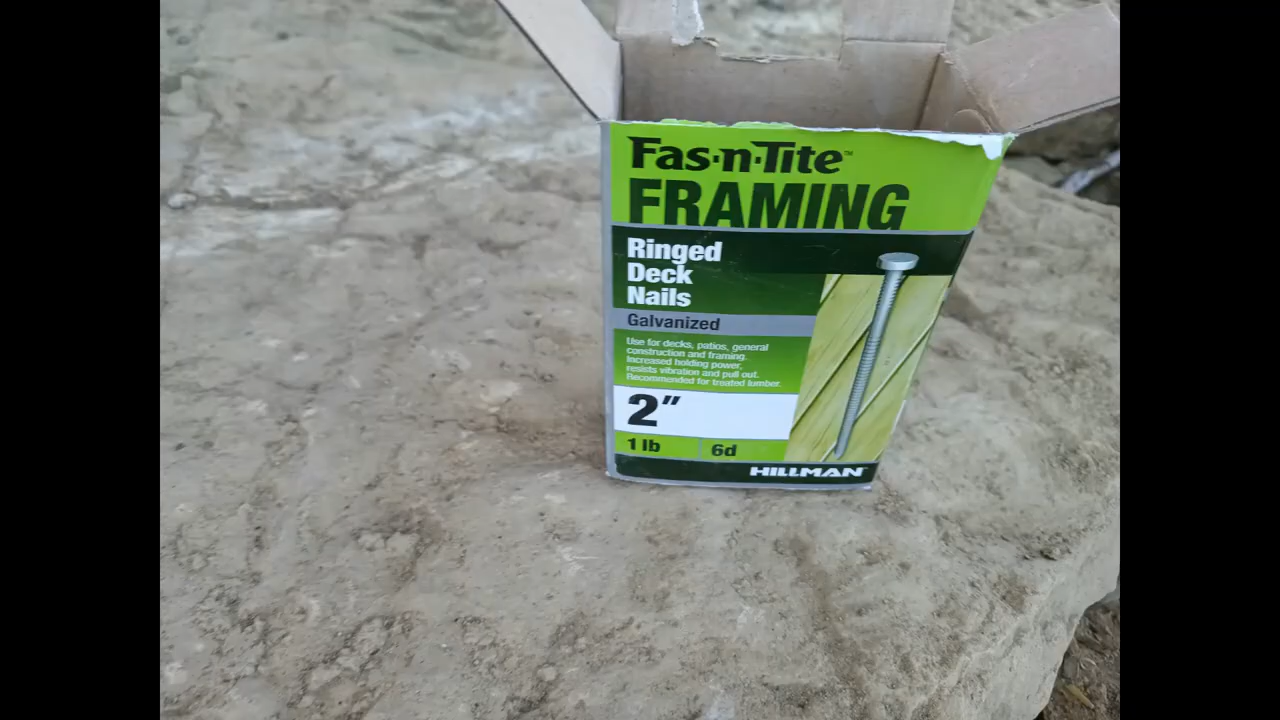 Fas·n·Tite™
FRAMING
Ringed
Deck
Nails
Galvanized
Use for decks, patios, general
construction and framing.
Increased holding power,
resists vibration and pull out.
Recommended for treated lumber.
2"
1 lb 6d
HILLMAN